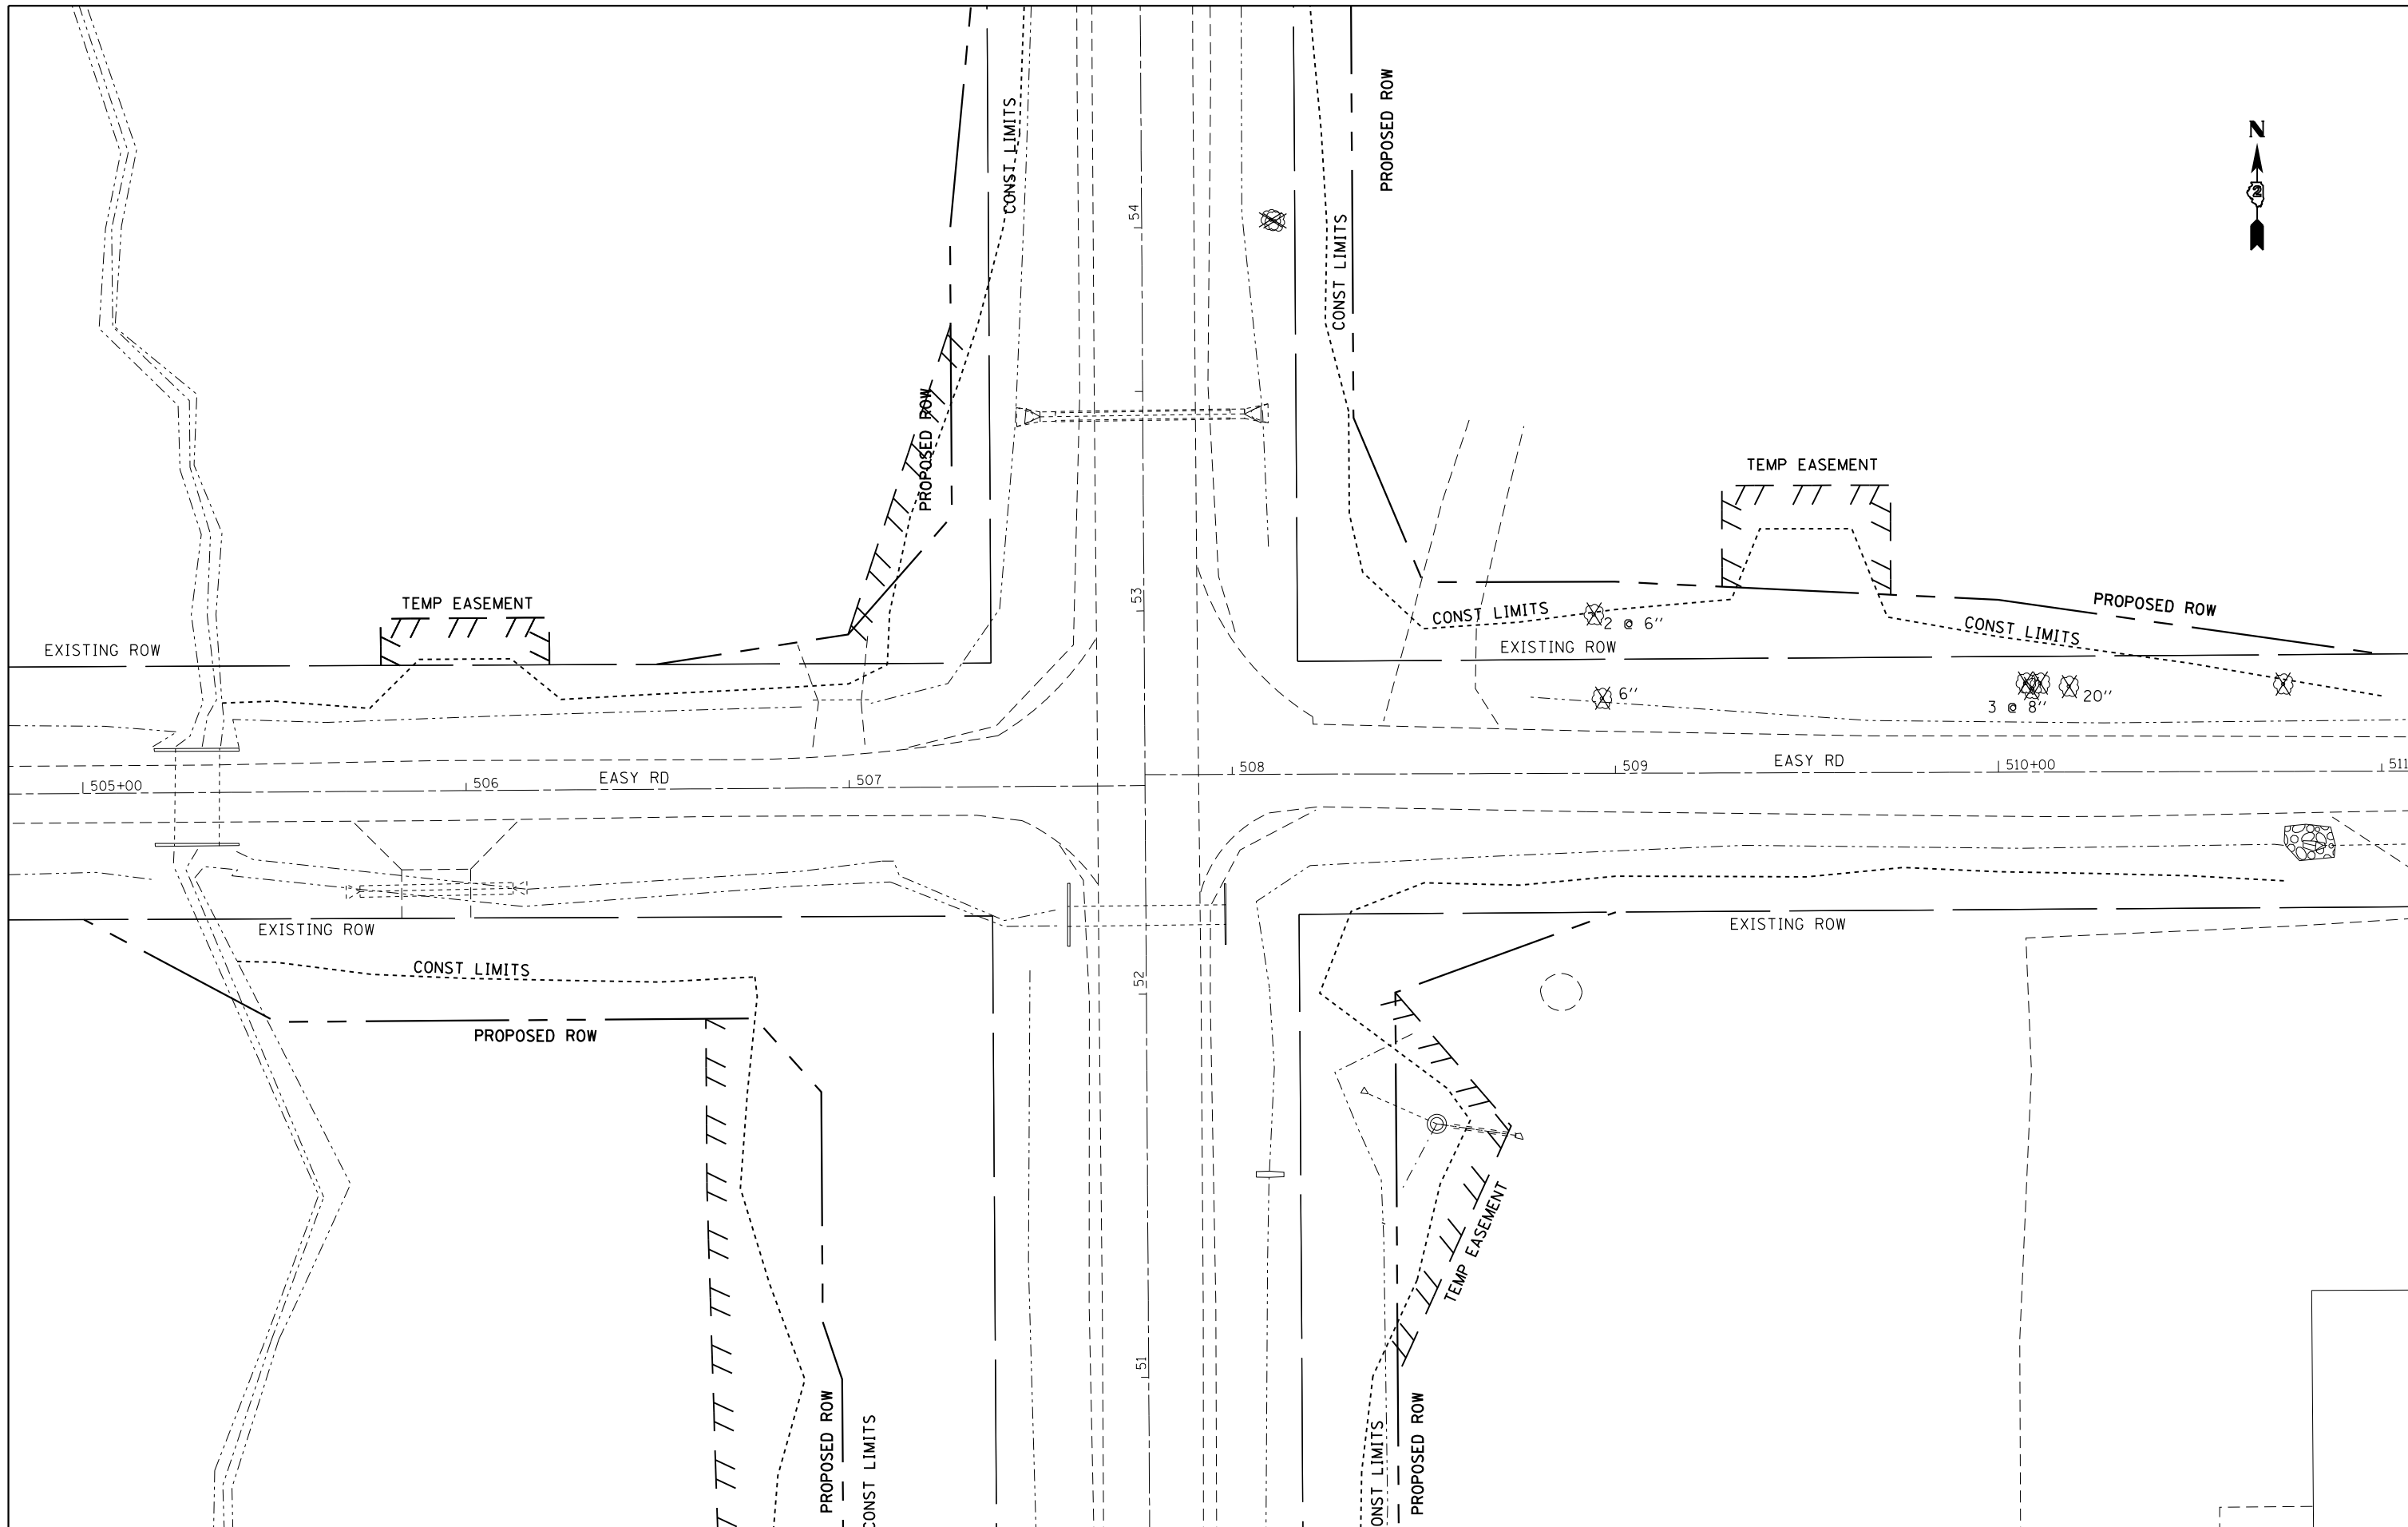 N
2
PROPOSED ROW
CONST LIMITS
54
CONST LIMITS
PROPOSED ROW
TEMP EASEMENT
53
TEMP EASEMENT
PROPOSED ROW
CONST LIMITS
2 @ 6''
CONST LIMITS
EXISTING ROW
EXISTING ROW
6''
20''
3 @ 8''
EASY RD
508
509
EASY RD
510+00
511
505+00
506
507
EXISTING ROW
EXISTING ROW
CONST LIMITS
52
PROPOSED ROW
TEMP EASEMENT
51
PROPOSED ROW
CONST LIMITS
ONST LIMITS
PROPOSED ROW